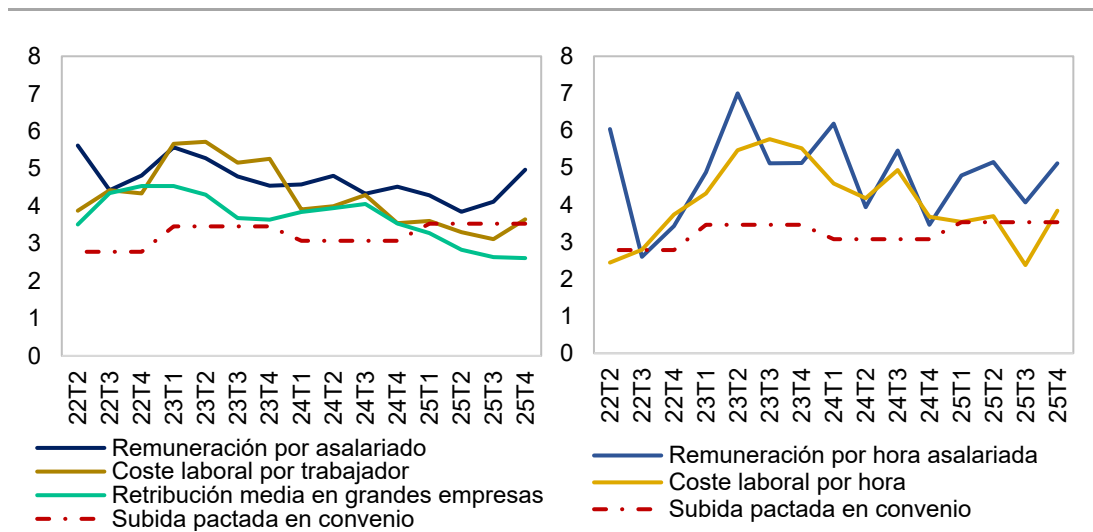 8
7
6
5
4
3
2
1
0
22T2
22T3
22T4
23T1
23T2
23T3
23T4
24T1
24T2
24T3
24T4
25T1
25T2
25T3
25T4
Remuneración por asalariado
Coste laboral por trabajador
Retribución media en grandes empresas
Subida pactada en convenio
8
7
6
5
4
3
2
1
0
22T2
22T3
22T4
23T1
23T2
23T3
23T4
24T1
24T2
24T3
24T4
25T1
25T2
25T3
25T4
Remuneración por hora asalariada
Coste laboral por hora
Subida pactada en convenio